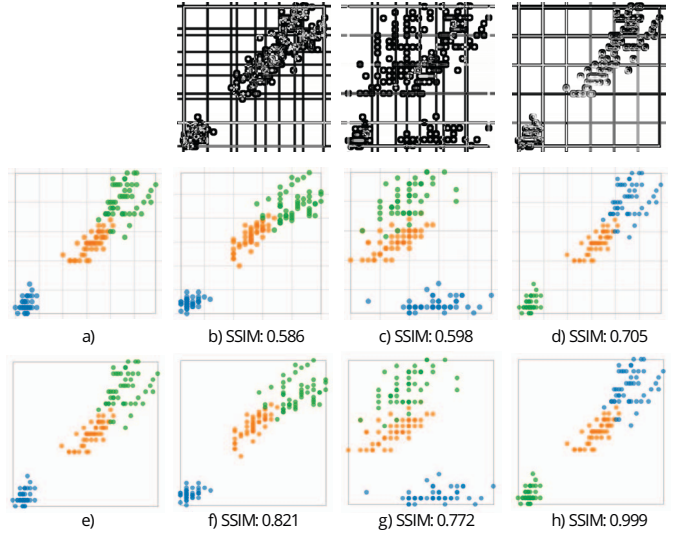 a)
b) SSIM: 0.586
c) SSIM: 0.598
d) SSIM: 0.705
e)
f) SSIM: 0.821
g) SSIM: 0.772
h) SSIM: 0.999